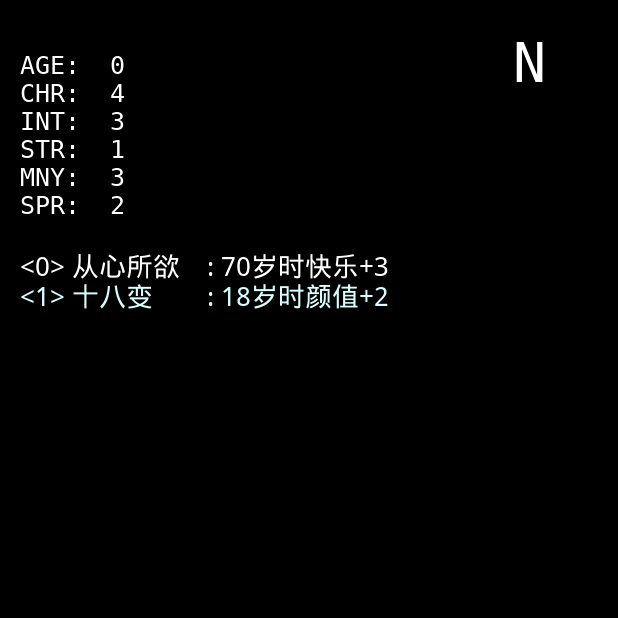 N
AGE: 0
CHR: 4
INT: 3
STR: 1
MNY: 3
SPR: 2
<0> 从心所欲 : 70岁时快乐+3
<1> 十八变 : 18岁时颜值+2